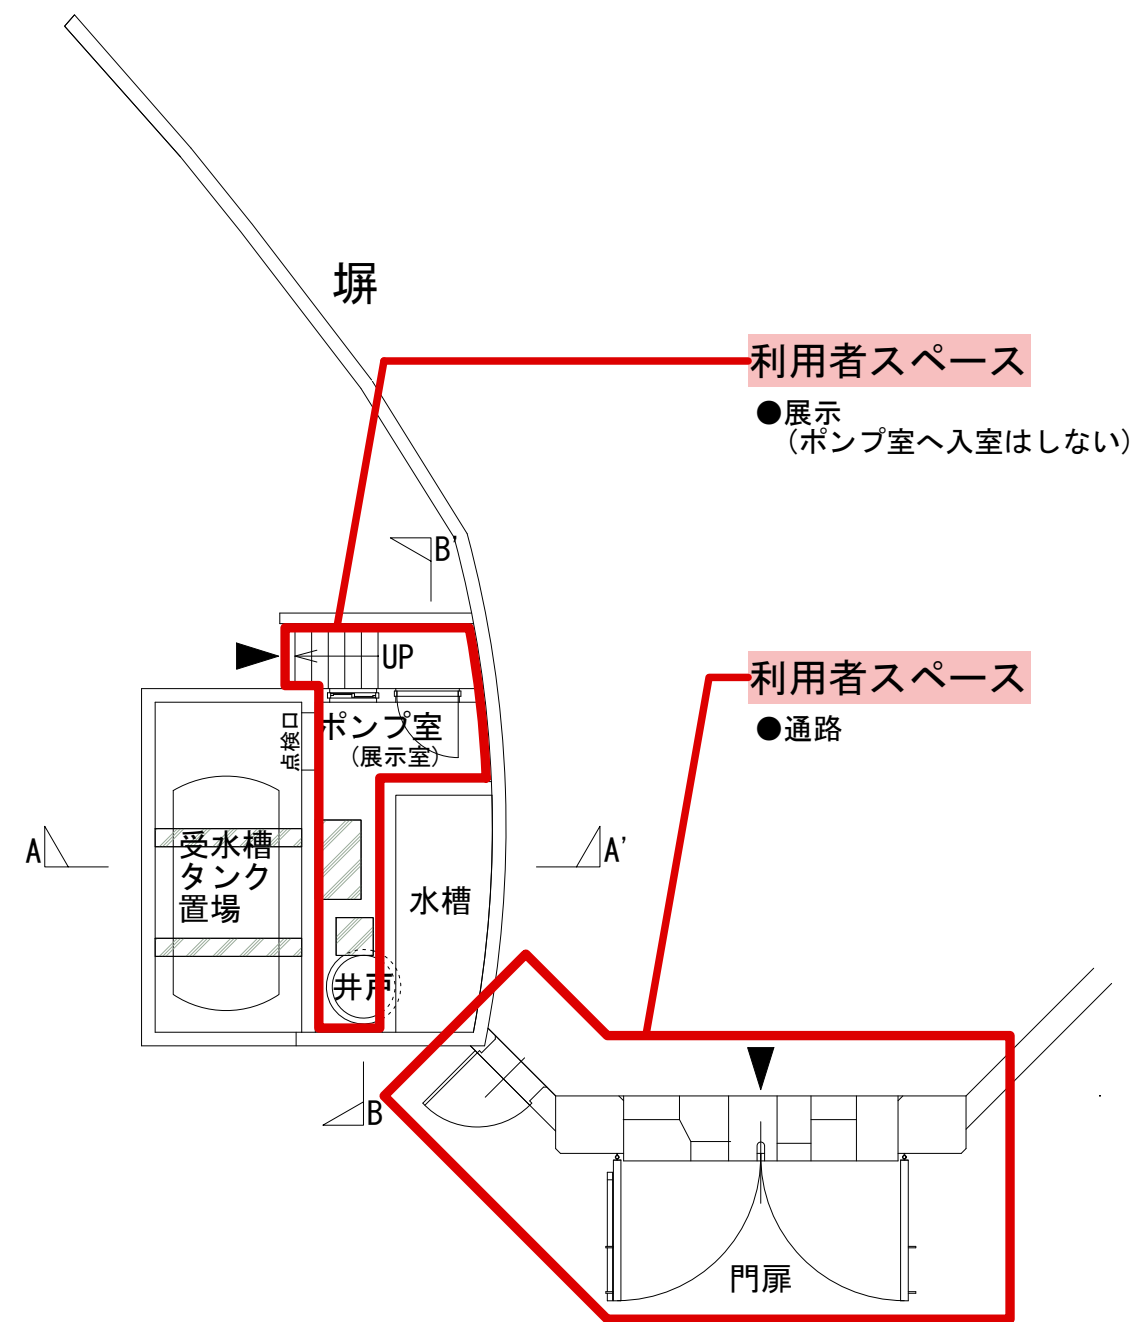 塀
利用者スペース
●展示
（ポンプ室へ入室はしない）
B'
UP
利用者スペース
●通路
ポンプ室
（展示室）
点検口
A
A'
受水槽
タンク
置場
水槽
井戸
B
門扉